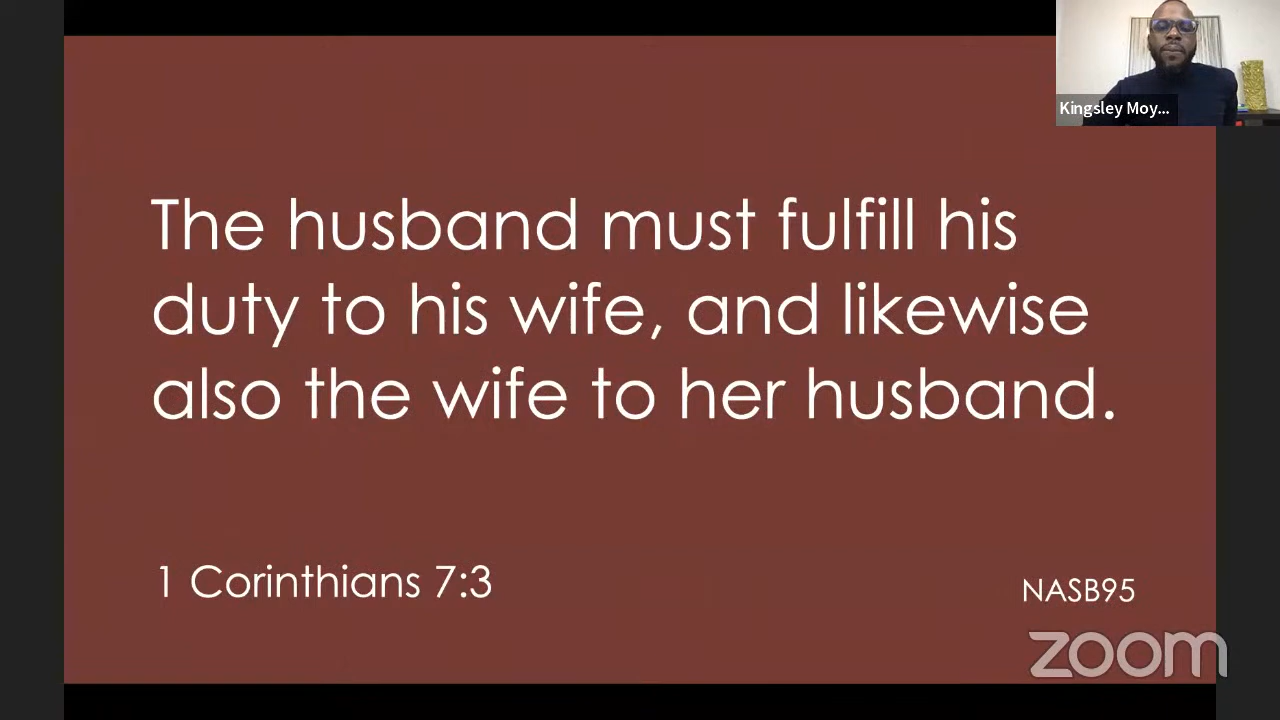 Kingsley Moy...
The husband must fulfill his
duty to his wife, and likewise
also the wife to her husband.
1 Corinthians 7:3
NASB95
zoom